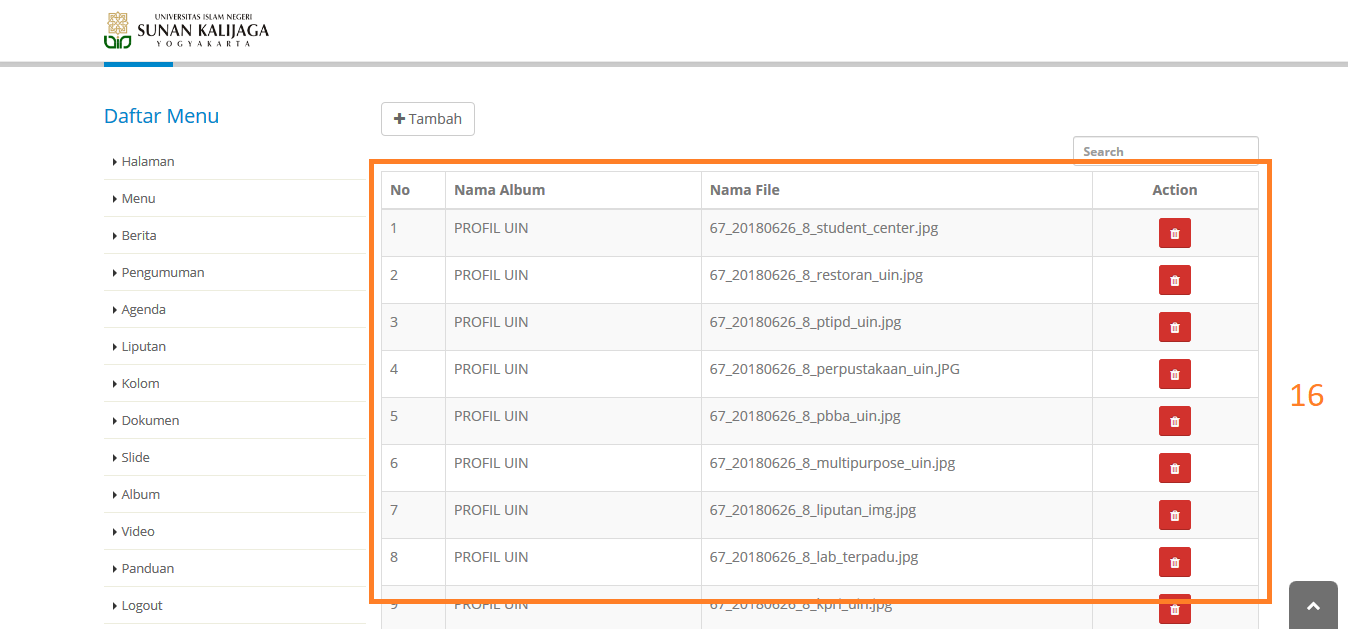 UNIVERSITAS ISLAM NEGERI
SUNAN KALIJAGA
YOGYAKARTA
Daftar Menu
Halaman
Menu
Berita
Pengumuman
Agenda
Liputan
Kolom
Dokumen
Slide
Album
Video
Panduan
Logout
Tambah
Search
No Nama Album Nama File Action
1 PROFIL UIN 67_20180626_8_student_center.jpg
2 PROFIL UIN 67_20180626_8_restoran_uin.jpg
3 PROFIL UIN 67_20180626_8_ptipd_uin.jpg
4 PROFIL UIN 67_20180626_8_perpustakaan_uin.JPG
5 PROFIL UIN 67_20180626_8_pbba_uin.jpg
6 PROFIL UIN 67_20180626_8_multipurpose_uin.jpg
7 PROFIL UIN 67_20180626_8_liputan_img.jpg
8 PROFIL UIN 67_20180626_8_lab_terpadu.jpg
9 PROFIL UIN
16